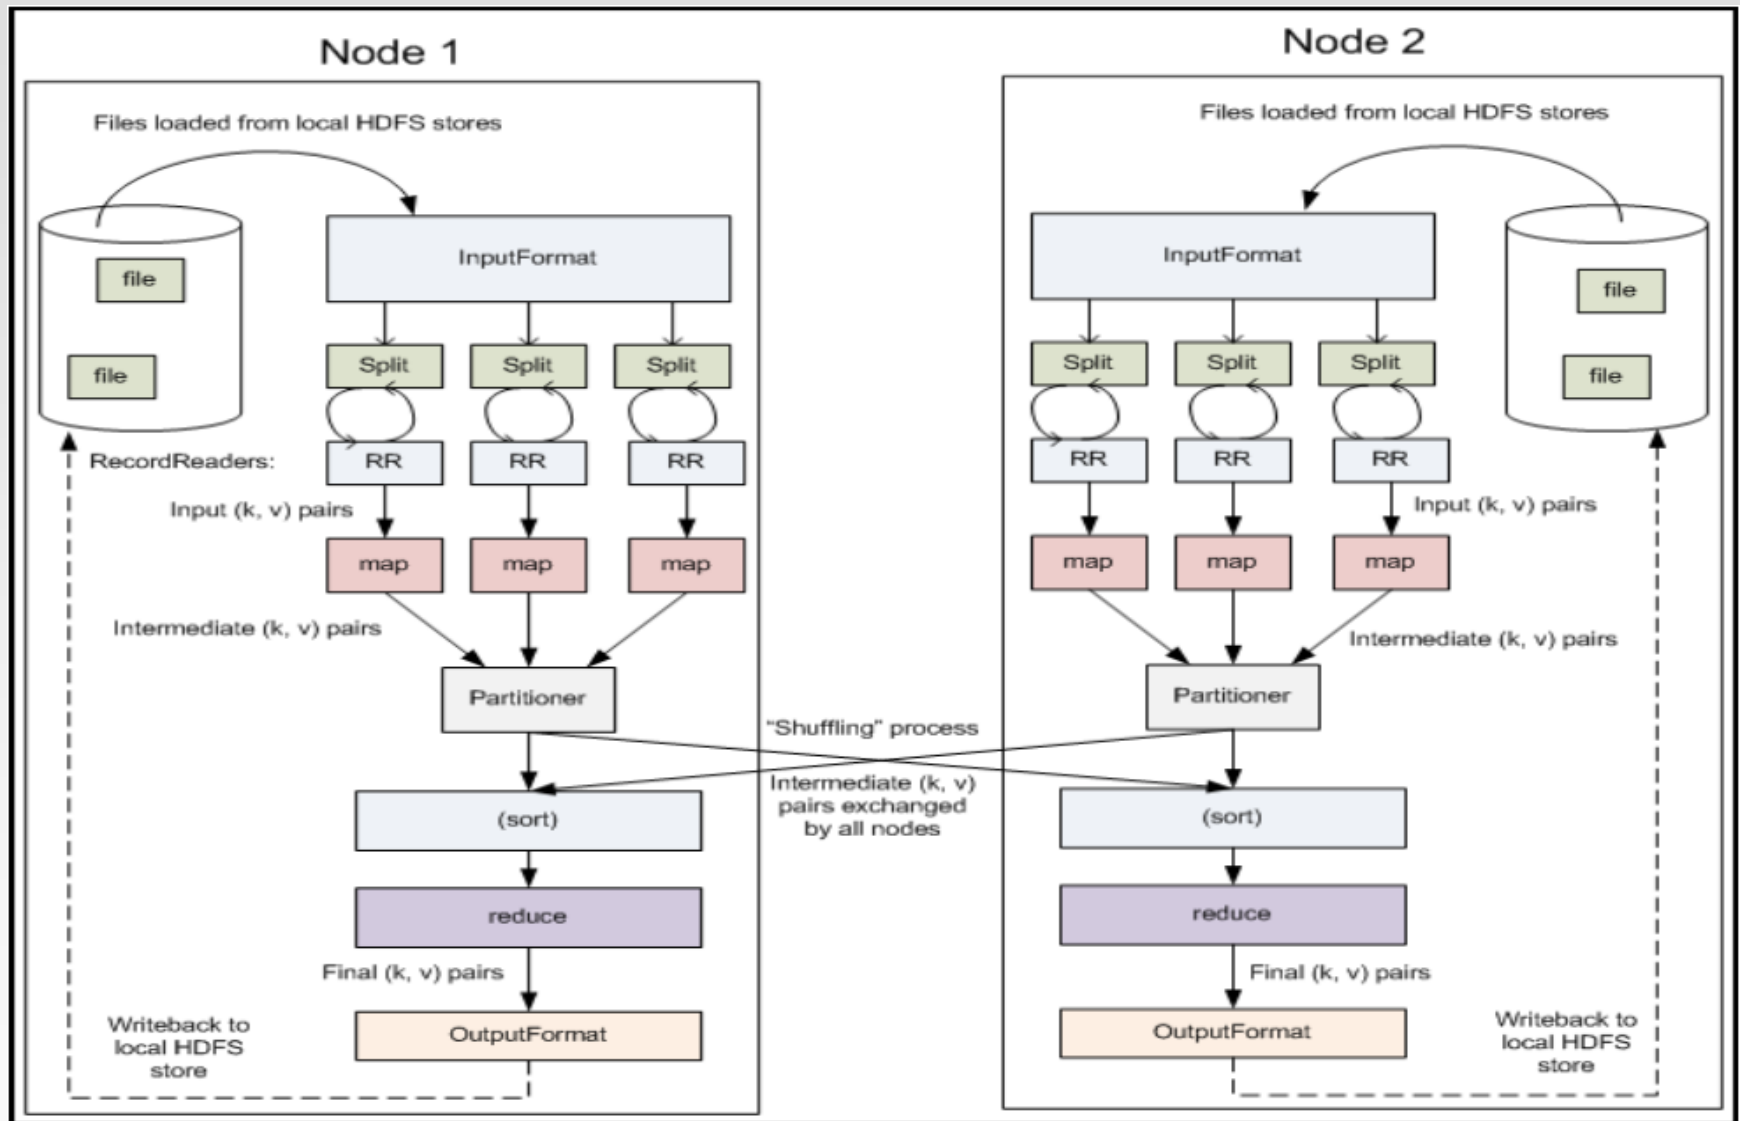 Node 1
Files loaded from local HDFS stores
file
file
InputFormat
Split
Split
Split
RecordReaders:
RR
RR
RR
Input (k, v) pairs
map
map
map
Intermediate (k, v) pairs
Partitioner
(sort)
reduce
Final (k, v) pairs
OutputFormat
Writeback to
local HDFS
store
"Shuffling" process
Intermediate (k, v)
pairs exchanged
by all nodes
Node 2
Files loaded from local HDFS stores
InputFormat
file
file
Split
Split
Split
RR
RR
RR
Input (k, v) pairs
map
map
map
Intermediate (k, v) pairs
Partitioner
(sort)
reduce
Final (k, v) pairs
OutputFormat
Writeback to
local HDFS
store